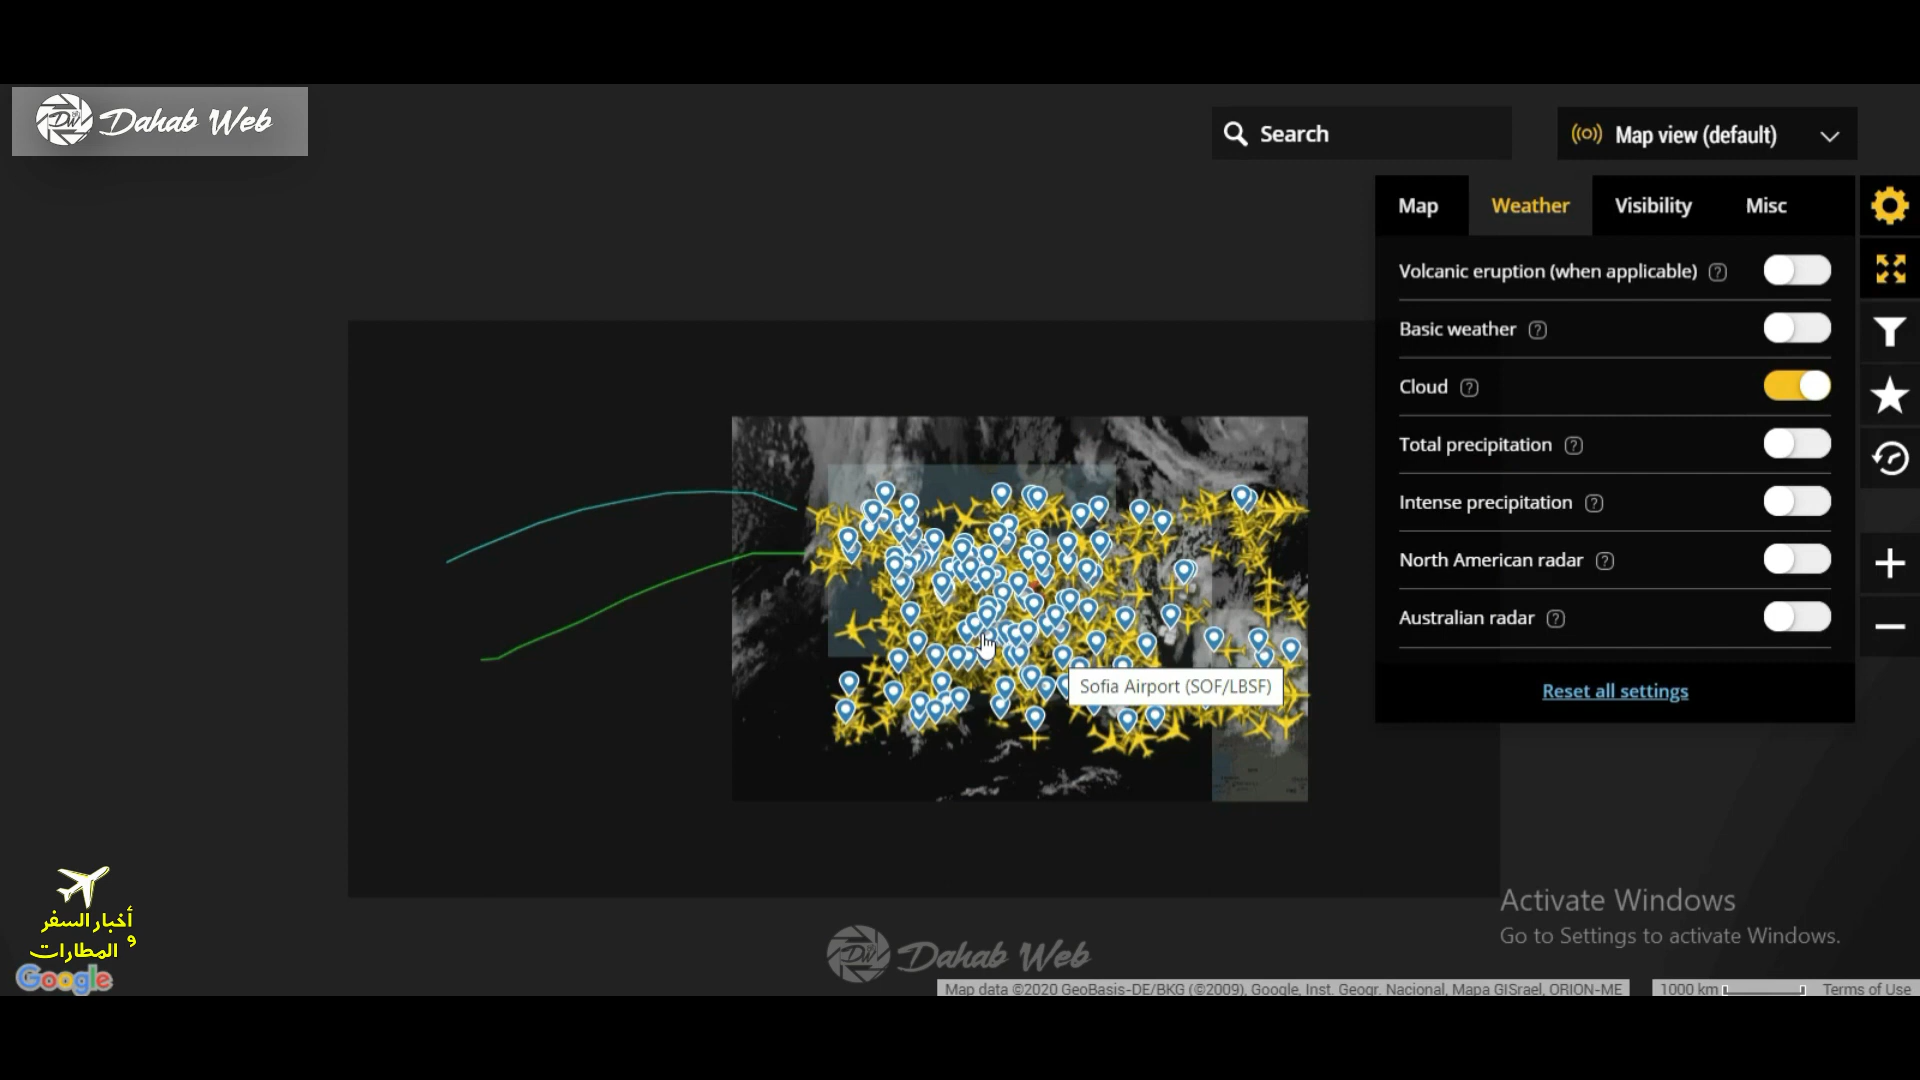 Dahab Web
Search
Map view (default)
Map
Weather
Visibility
Misc
Volcanic eruption (when applicable) ?
Basic weather ?
Cloud ?
Total precipitation ?
Intense precipitation ?
North American radar ?
Australian radar ?
Reset all settings
Sofia Airport (SOF/LBSF)
أخبار السفر
و المطارات
Google
Dahab Web
Activate Windows
Go to Settings to activate Windows.
Map data ©2020 GeoBasis-DE/BKG (©2009), Google, Inst. Geogr. Nacional, Mapa GISrael, ORION-ME
1000 km
Terms of Use